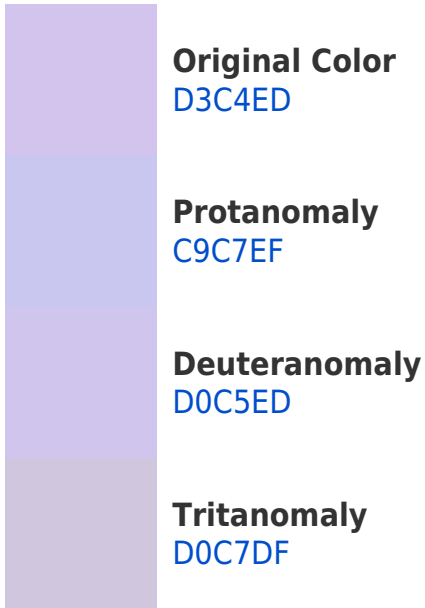 Original Color
D3C4ED
Protanomaly
C9C7EF
Deuteranomaly
D0C5ED
Tritanomaly
D0C7DF